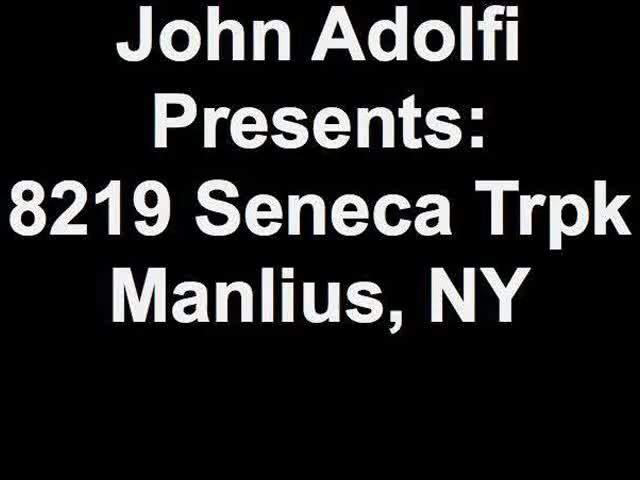 John Adolfi
Presents:
8219 Seneca Trpk
Manlius, NY